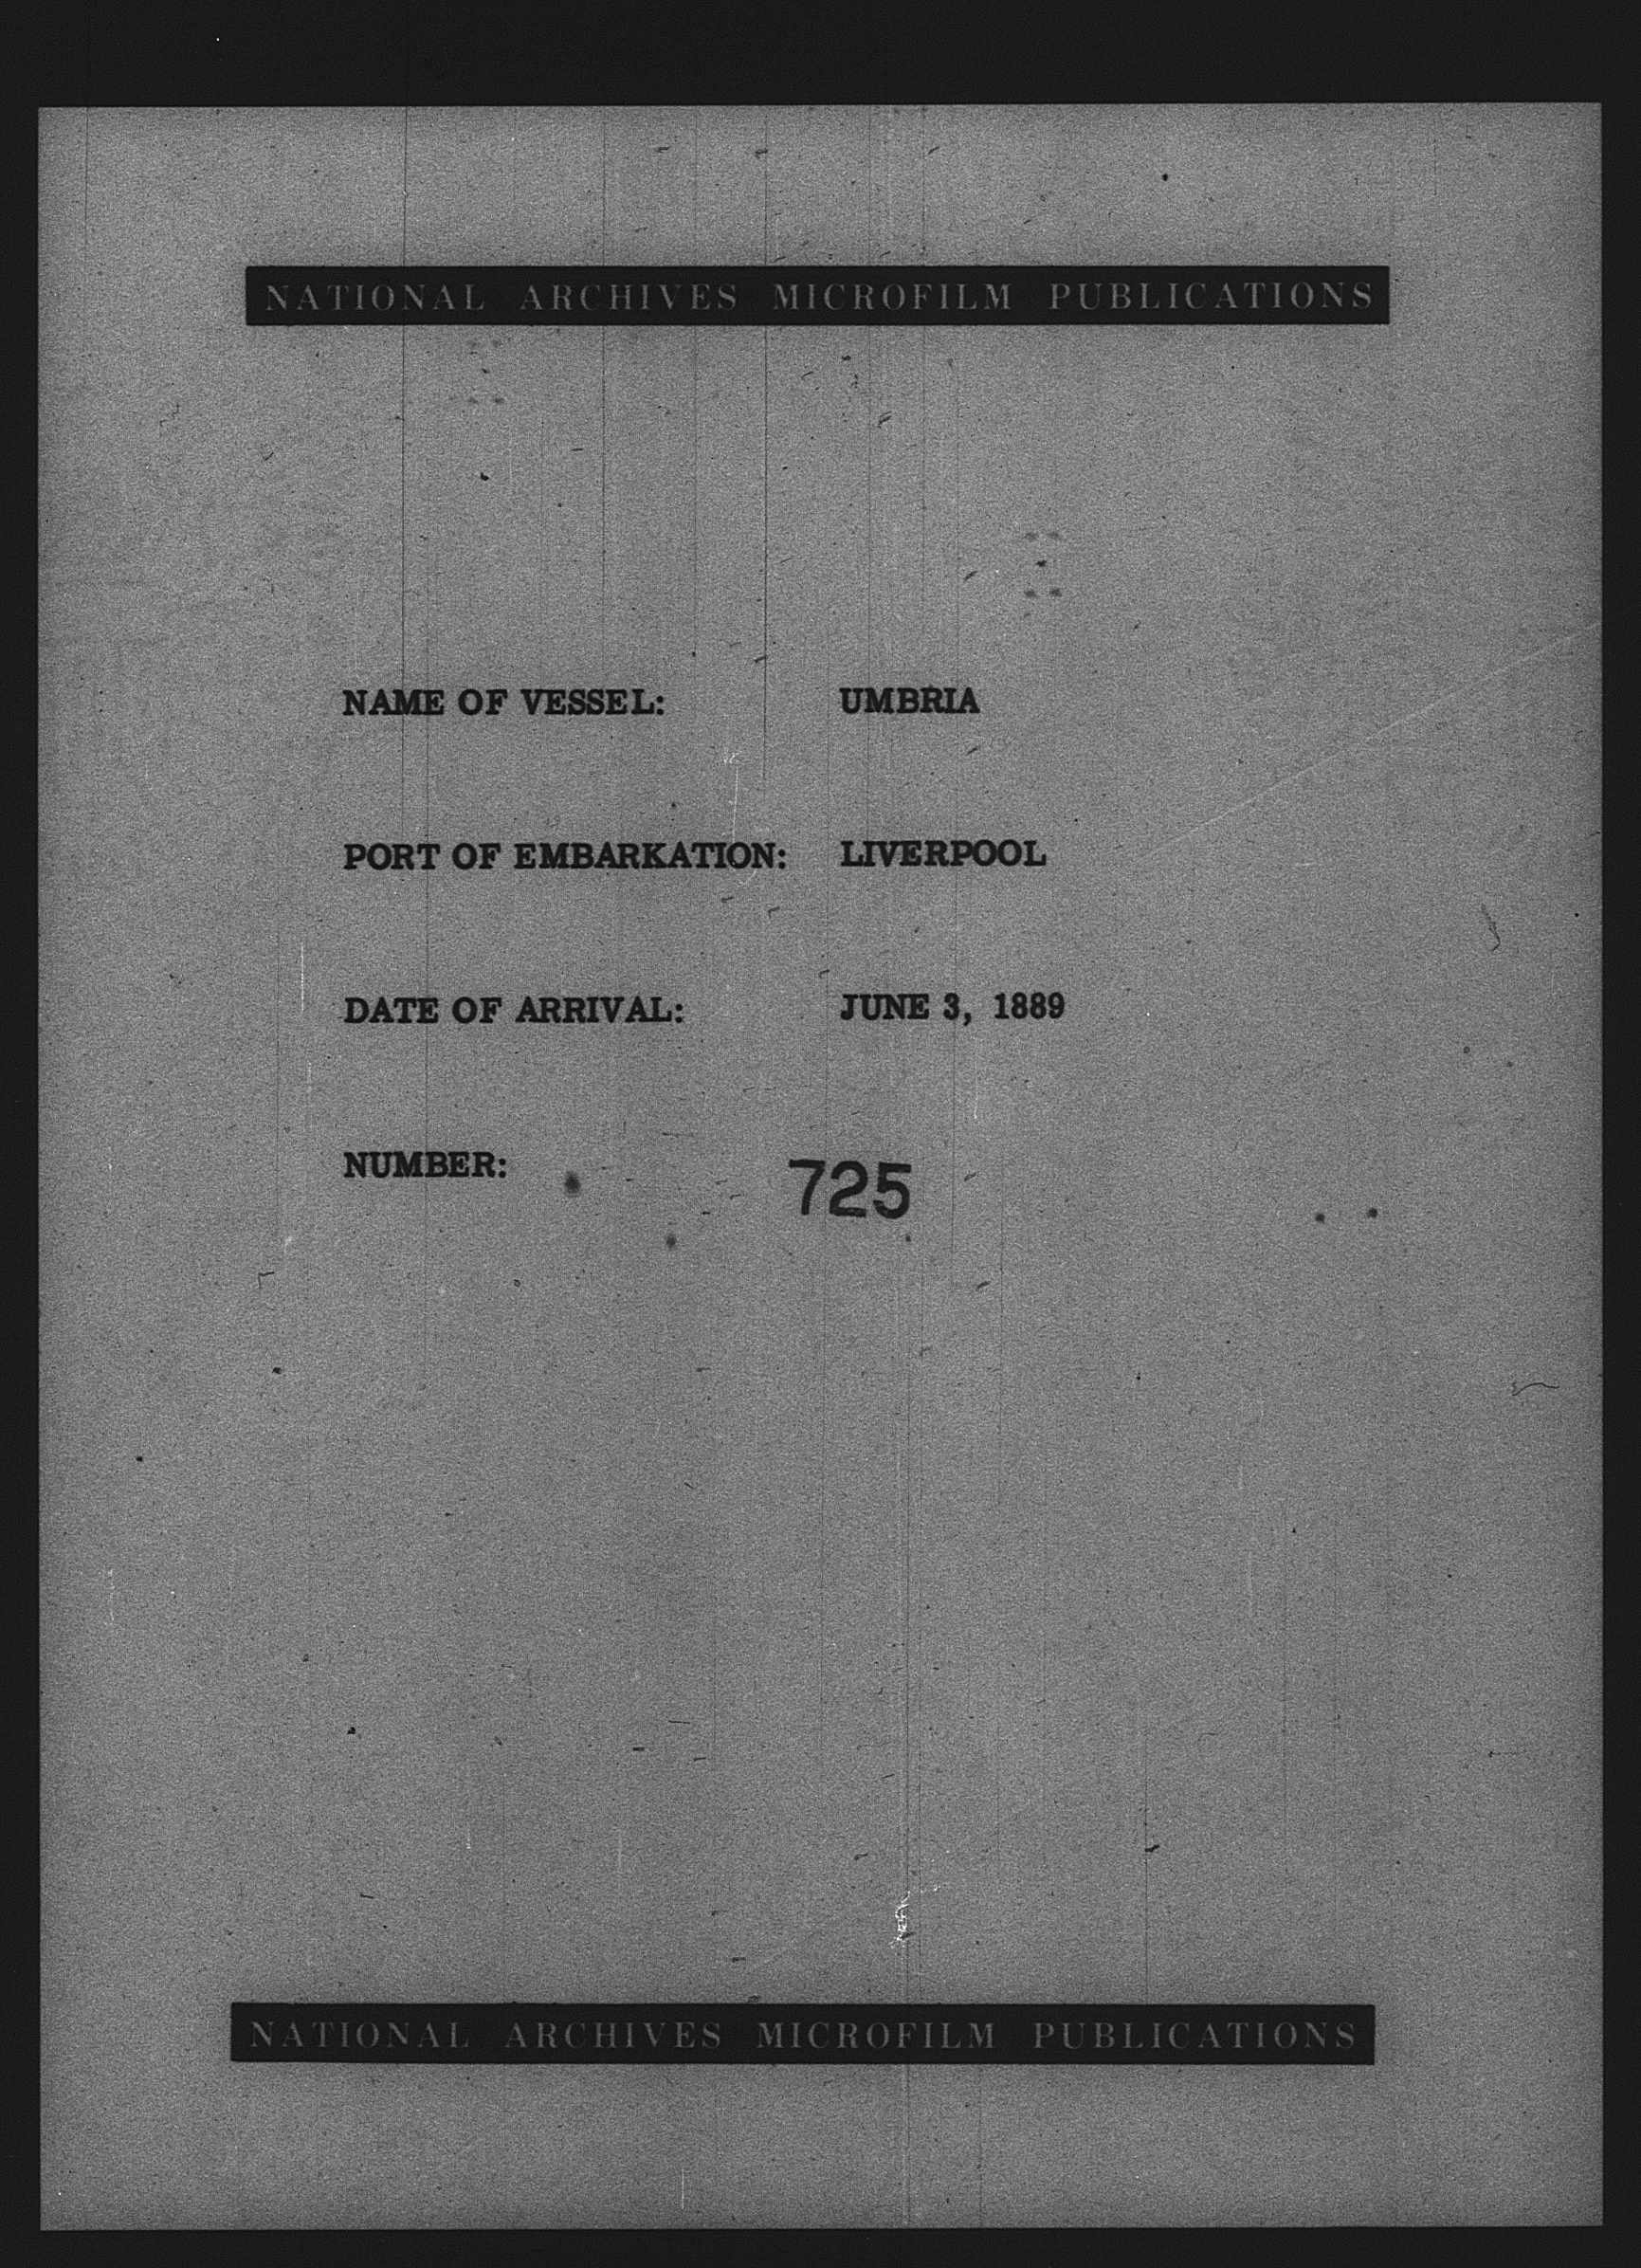 NATIONAL ARCHIVES MICROFILM PUBLICATIONS
NAME OF VESSEL: UMBRIA
PORT OF EMBARKATION: LIVERPOOL
DATE OF ARRIVAL: JUNE 3, 1889
NUMBER: 725
NATIONAL ARCHIVES MICROFILM PUBLICATIONS